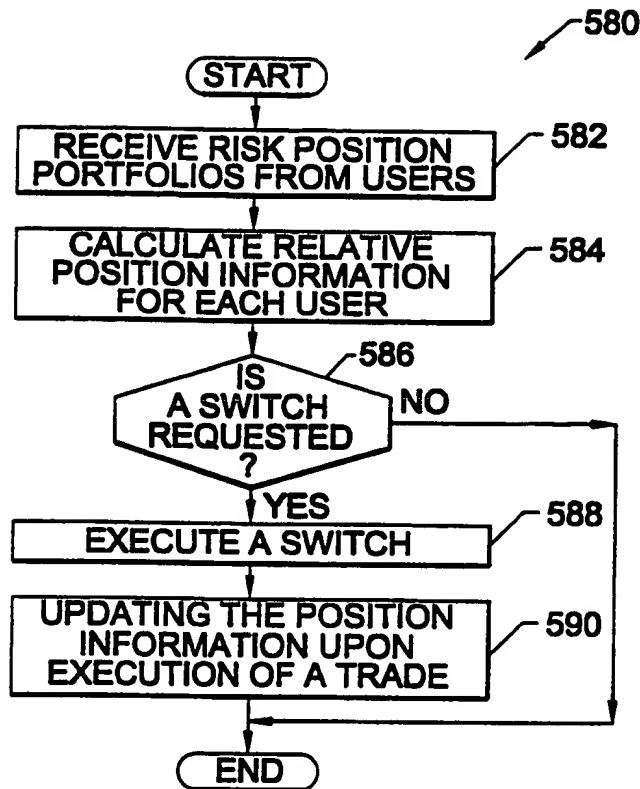 580
START
RECEIVE RISK POSITION
PORTFOLIOS FROM USERS
582
CALCULATE RELATIVE
POSITION INFORMATION
FOR EACH USER
584
586
IS
A SWITCH
REQUESTED
?
NO
YES
588
EXECUTE A SWITCH
UPDATING THE POSITION
INFORMATION UPON
EXECUTION OF A TRADE
590
END